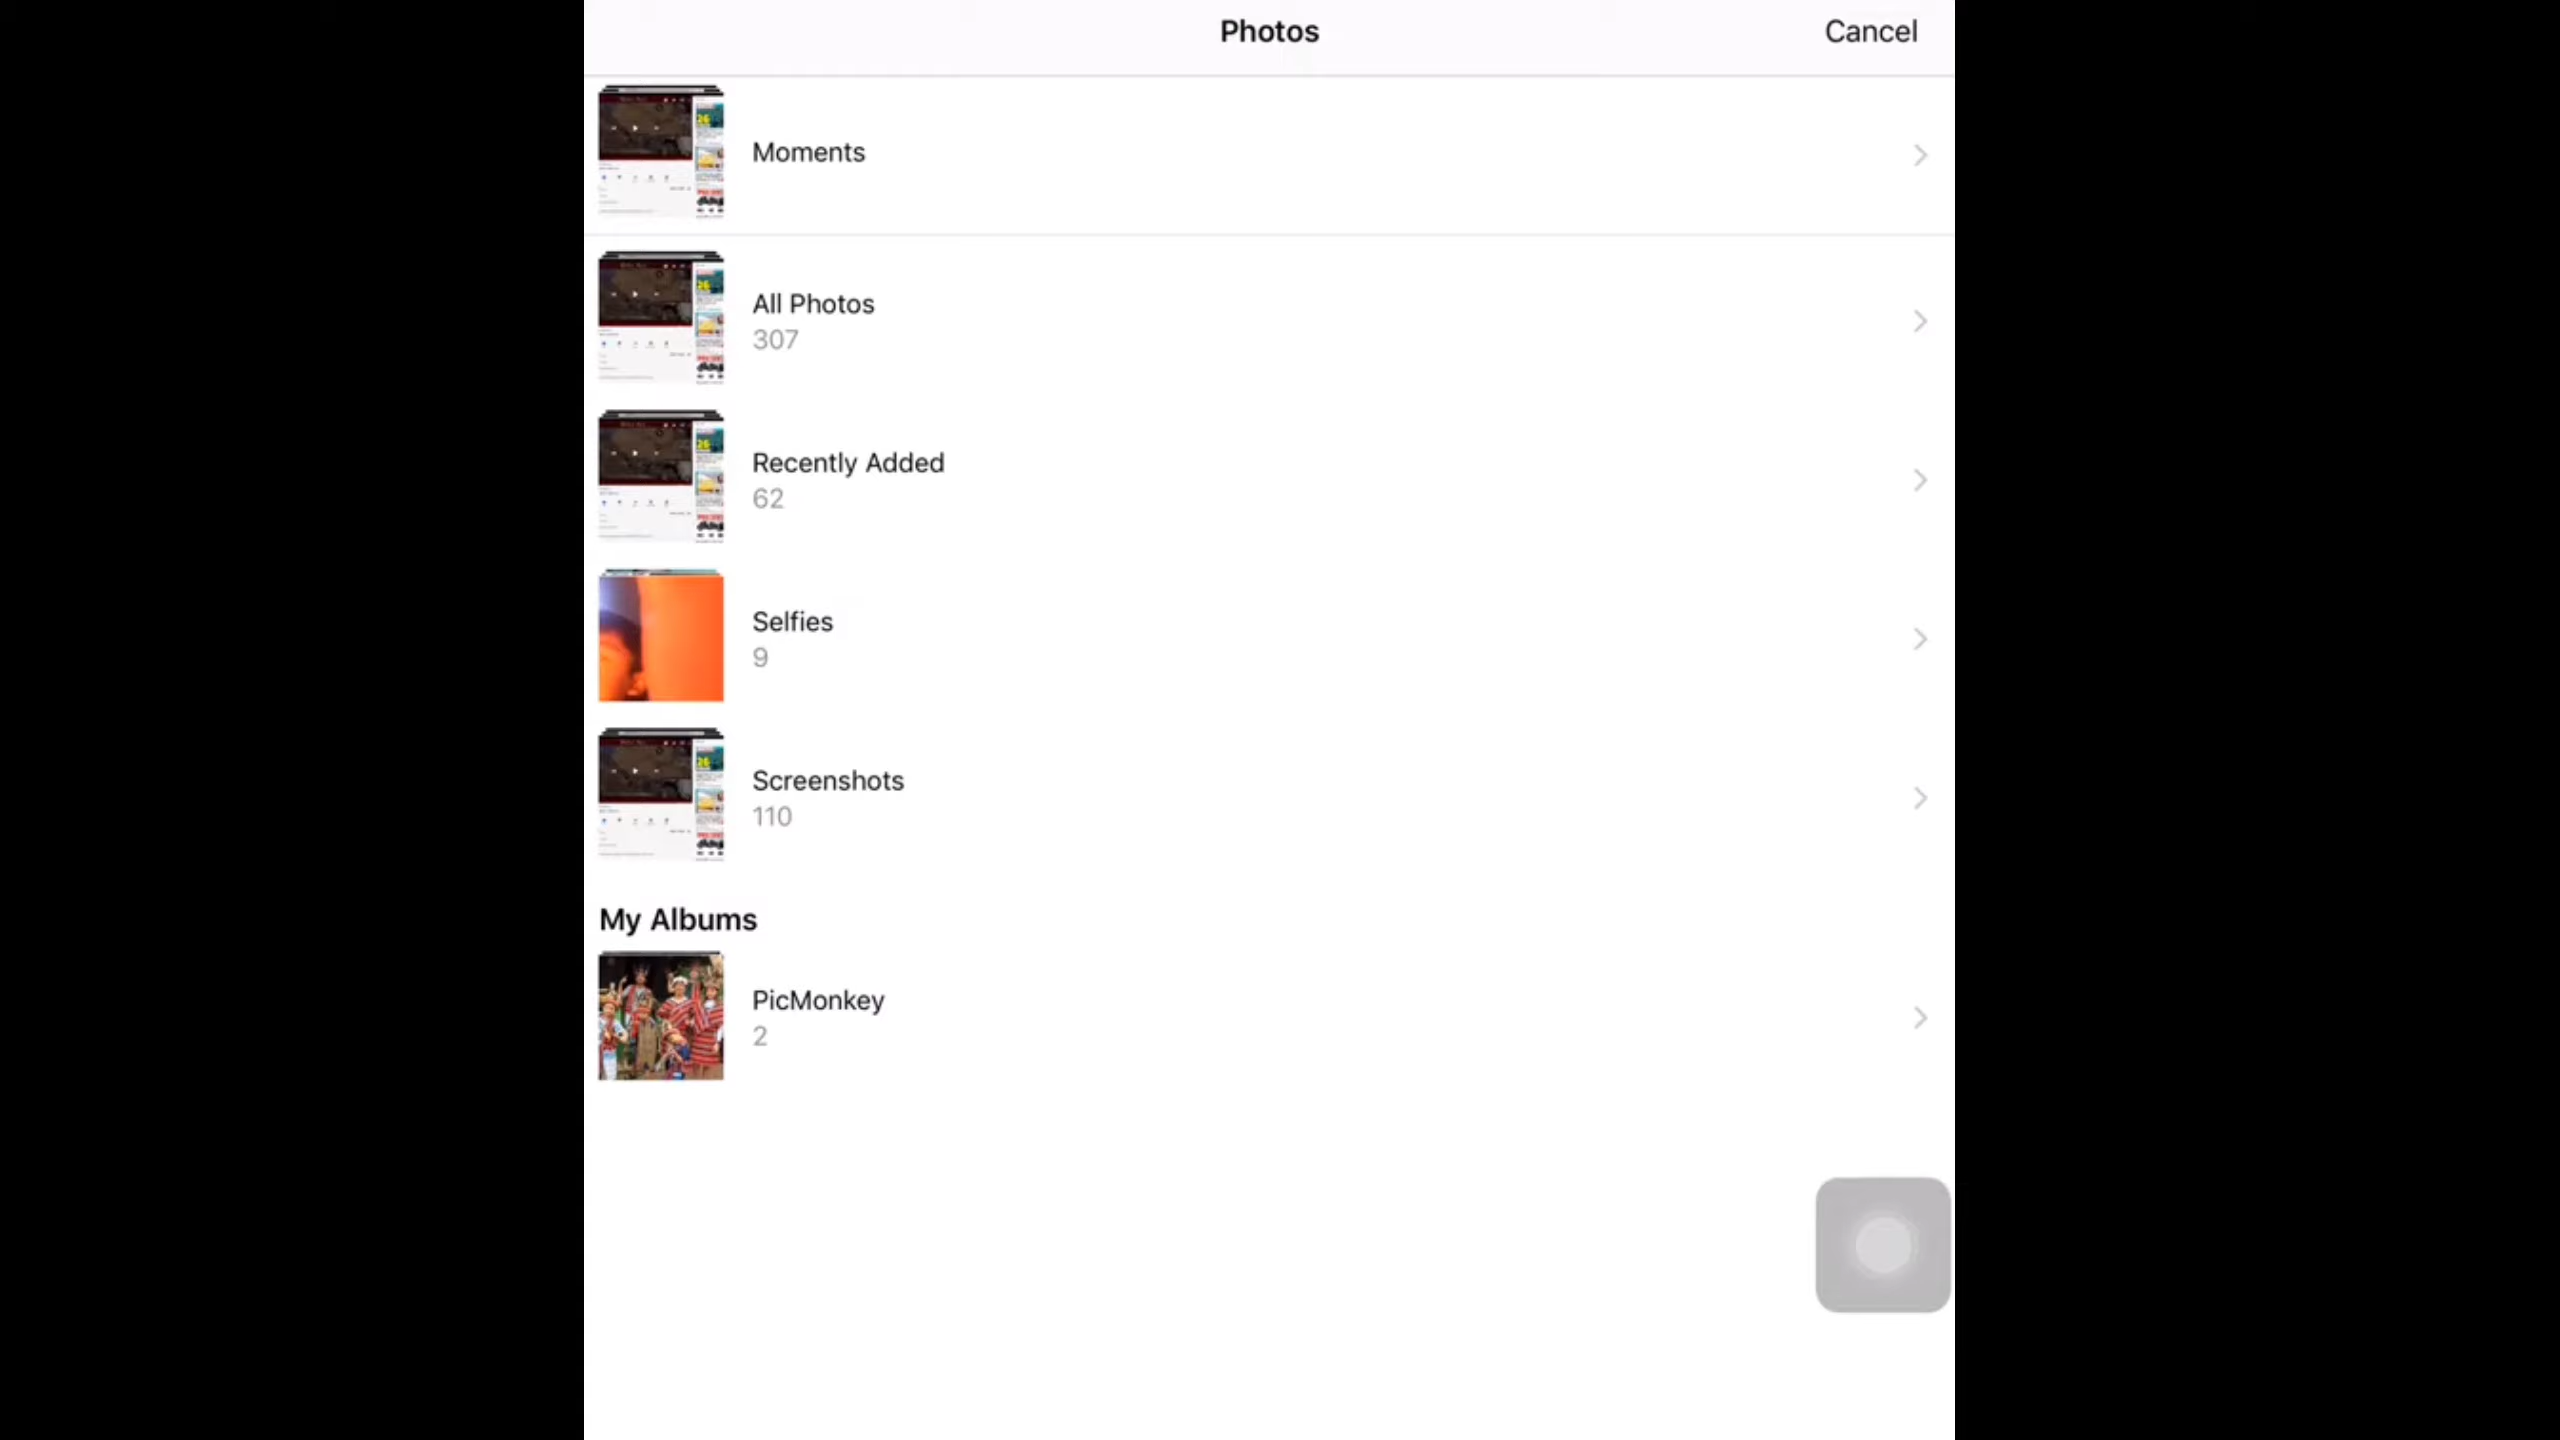 Photos
Cancel
Moments
All Photos
307
Recently Added
62
Selfies
9
Screenshots
110
My Albums
PicMonkey
2